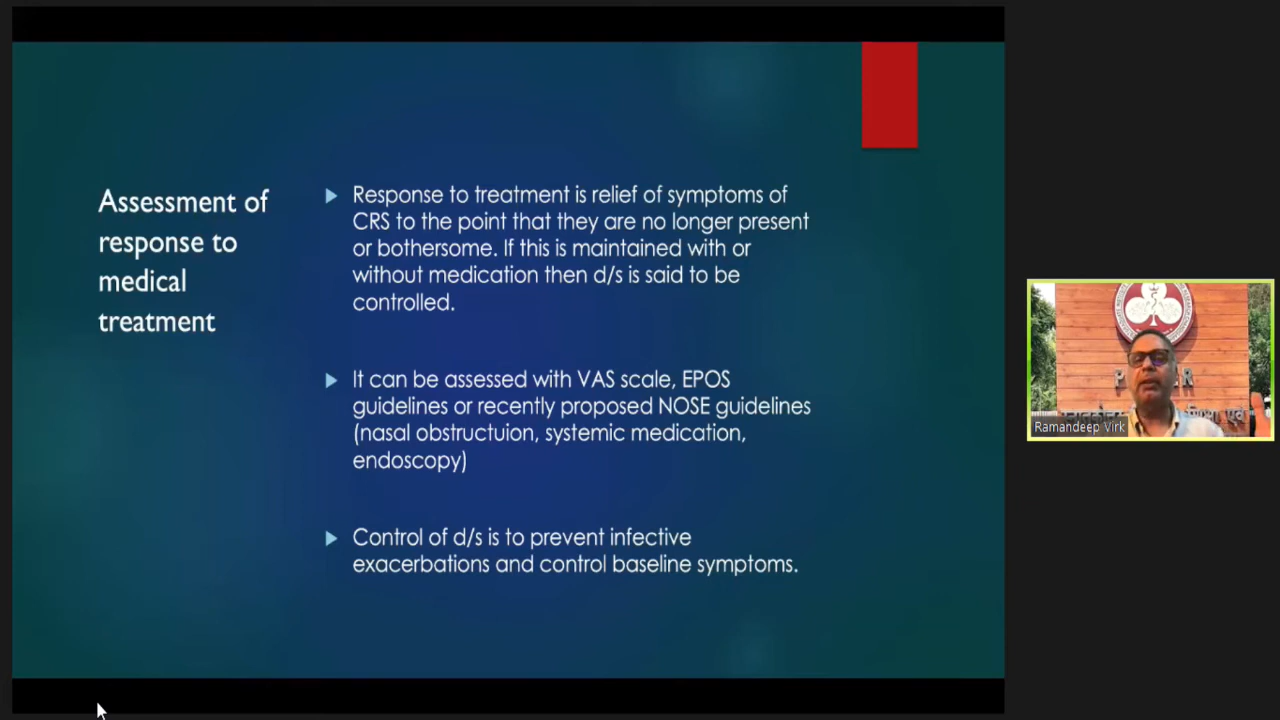 Assessment of
response to
medical
treatment
Response to treatment is relief of symptoms of
CRS to the point that they are no longer present
or bothersome. If this is maintained with or
without medication then d/s is said to be
controlled.
It can be assessed with VAS scale, EPOS
guidelines or recently proposed NOSE guidelines
(nasal obstructuion, systemic medication,
endoscopy)
Control of d/s is to prevent infective
exacerbations and control baseline symptoms.
Ramandeep Virk